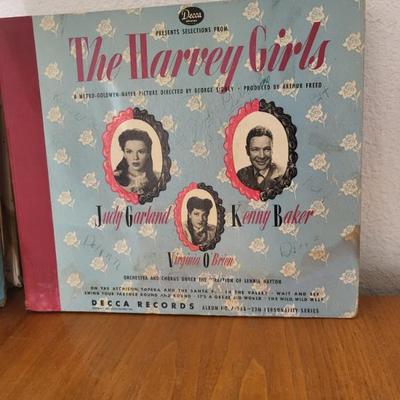 Decca
PRESENTS SELECTIONS FROM
The Harvey Girls
A METRO-GOLDWYN-MAYER PICTURE DIRECTED BY GEORGE SIDNEY • PRODUCED BY ARTHUR FREED
Judy Garland Kenny Baker
Virginia O'Brien
ORCHESTRA AND CHORUS UNDER THE DIRECTION OF LENNIE HAYTON
ON THE ATCHISON, TOPEKA AND THE SANTA FE • IN THE VALLEY • WAIT AND SEE
SWING YOUR PARTNER ROUND AND ROUND • IT'S A GREAT BIG WORLD • THE WILD, WILD WEST
DECCA RECORDS ALBUM NO. PERSONALITY SERIES